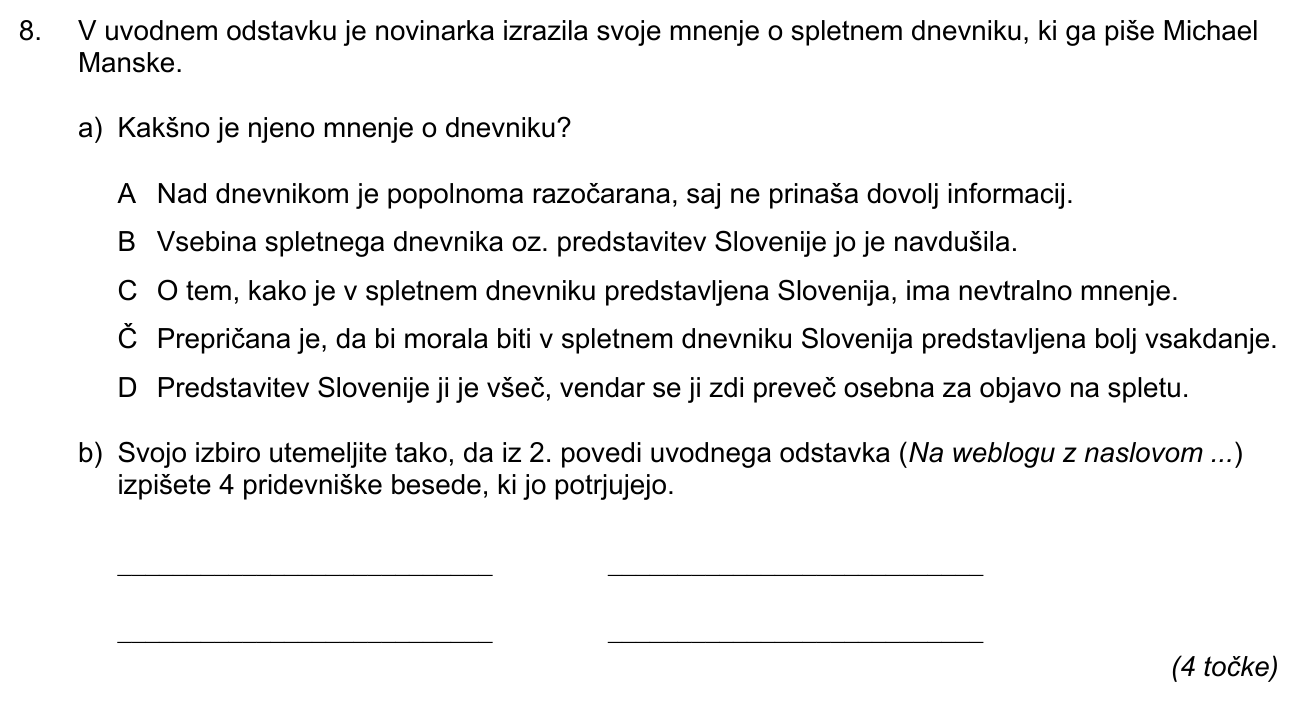 8. V uvodnem odstavku je novinarka izrazila svoje mnenje o spletnem dnevniku, ki ga piše Michael
Manske.
a) Kakšno je njeno mnenje o dnevniku?
A Nad dnevnikom je popolnoma razočarana, saj ne prinaša dovolj informacij.
B Vsebina spletnega dnevnika oz. predstavitev Slovenije jo je navdušila.
C O tem, kako je v spletnem dnevniku predstavljena Slovenija, ima nevtralno mnenje.
Č Prepričana je, da bi morala biti v spletnem dnevniku Slovenija predstavljena bolj vsakdanje.
D Predstavitev Slovenije ji je všeč, vendar se ji zdi preveč osebna za objavo na spletu.
b) Svojo izbiro utemeljite tako, da iz 2. povedi uvodnega odstavka (Na weblogu z naslovom ...)
izpišete 4 pridevniške besede, ki jo potrjujejo.
(4 točke)